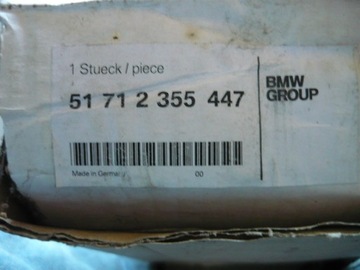 1 Stueck / piece
51 71 2 355 447
BMW
GROUP
Made in Germany
00